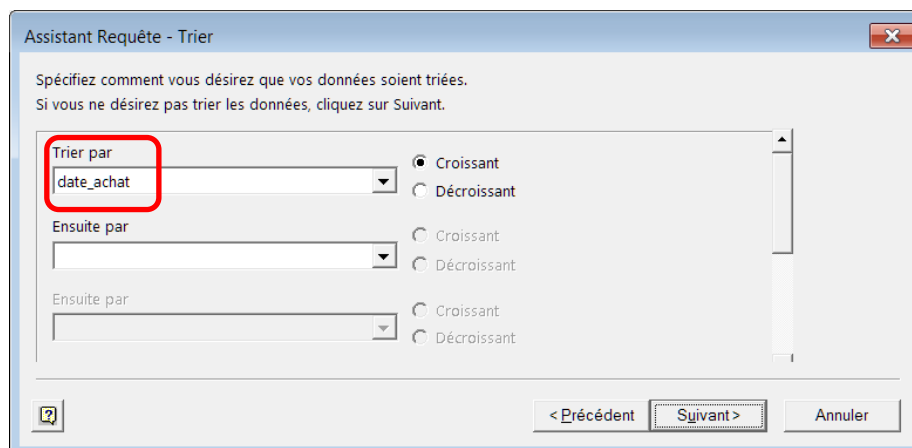 Assistant Requête - Trier
Spécifiez comment vous désirez que vos données soient triées.
Si vous ne désirez pas trier les données, cliquez sur Suivant.
Trier par
date_achat
Croissant
Décroissant
Ensuite par
Croissant
Décroissant
Ensuite par
Croissant
Décroissant
< Précédent
Suivant >
Annuler